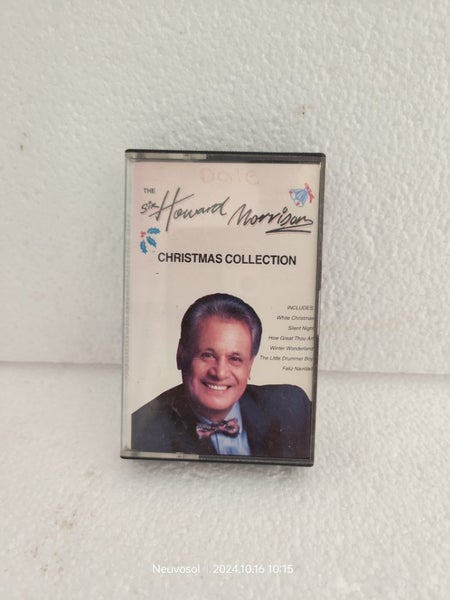 Dale
THE
Sir Howard Morrison
CHRISTMAS COLLECTION
INCLUDES
White Christmas
Silent Night
How Great Thou Art
Winter Wonderland
The Little Drummer Boy
Feliz Navidad
Neuvosol | 2024.10.16 10:15